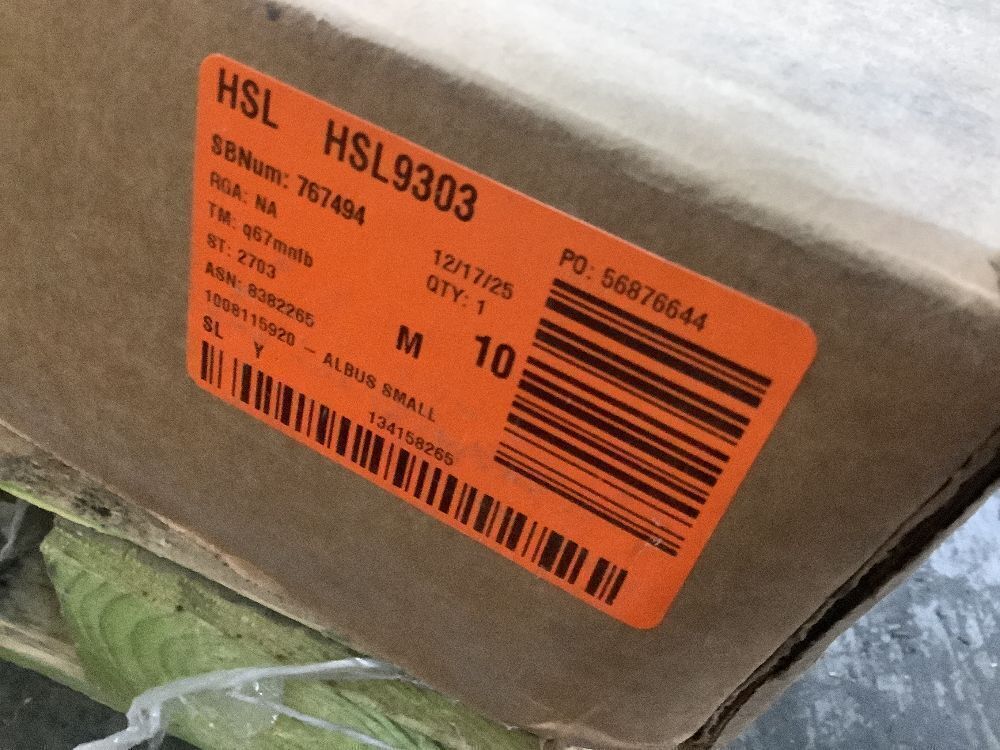 HSL HSL9303
SBNum: 767494
RGA: NA
TM: q67mnfb
ST: 2703
ASN: 8382265
1008115920 – ALBUS SMALL
SL Y
134158265
12/17/25
QTY: 1
M 10
PO: 56876644